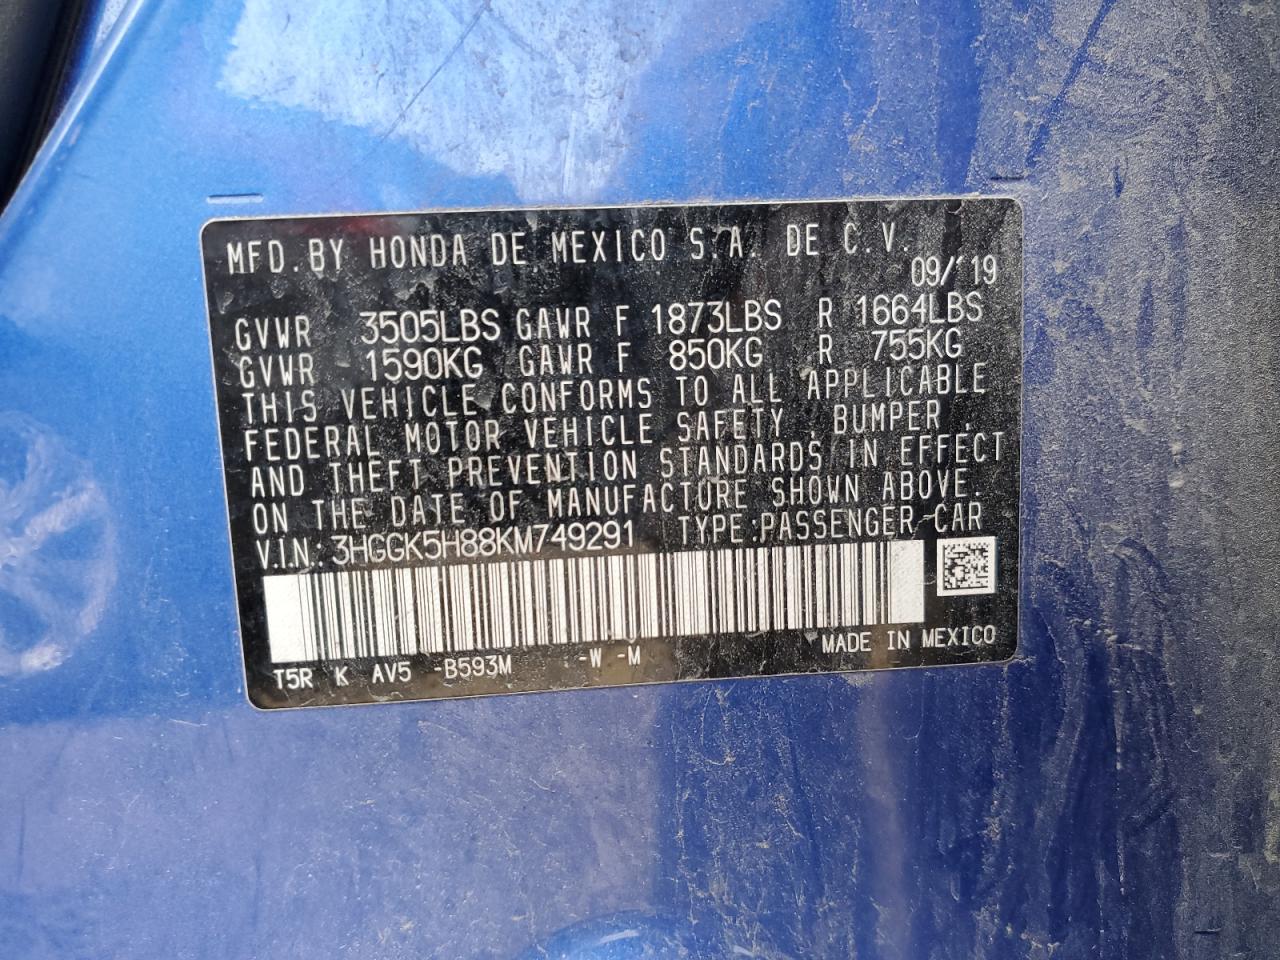 MFD. BY HONDA DE MEXICO S.A. DE C.V.
09/'19
GVWR 3505LBS GAWR F 1873LBS R 1664LBS
GVWR 1590KG GAWR F 850KG R 755KG
THIS VEHICLE CONFORMS TO ALL APPLICABLE
FEDERAL MOTOR VEHICLE SAFETY, BUMPER,
AND THEFT PREVENTION STANDARDS IN EFFECT
ON THE DATE OF MANUFACTURE SHOWN ABOVE.
V.IN: 3HGGK5H88KM749291 TYPE:PASSENGER CAR
MADE IN MEXICO
T5R K AV5 -B593M -W -M